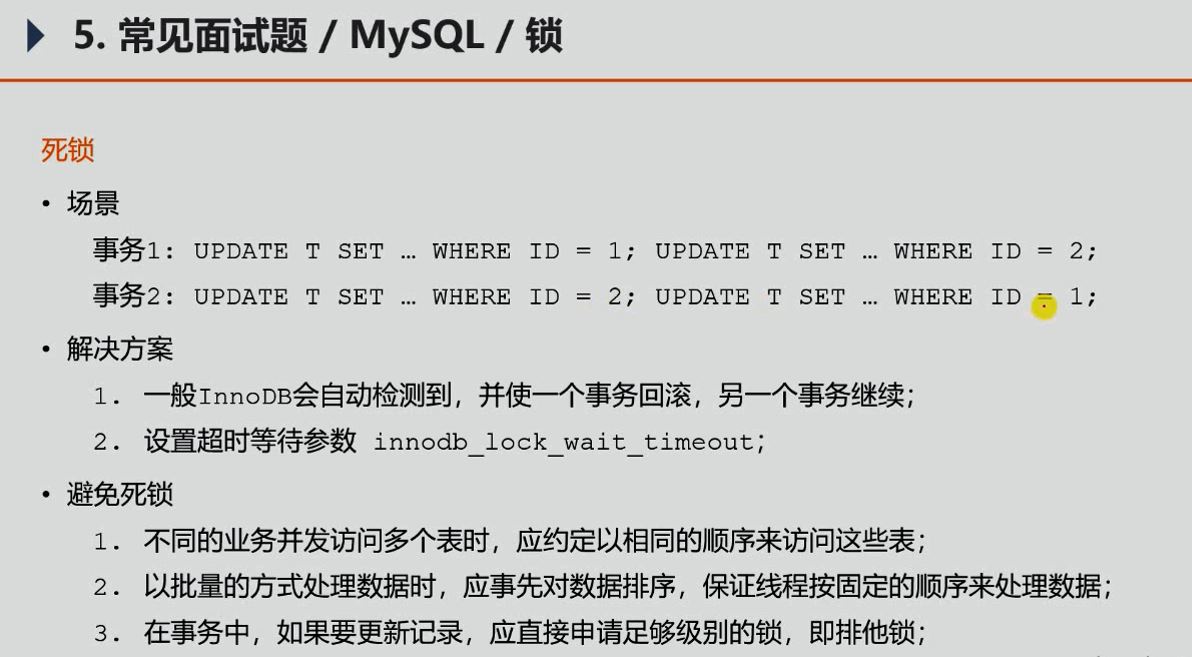 5. 常见面试题 / MySQL / 锁
死锁
• 场景
事务1: UPDATE T SET … WHERE ID = 1; UPDATE T SET … WHERE ID = 2;
事务2: UPDATE T SET … WHERE ID = 2; UPDATE T SET … WHERE ID = 1;
• 解决方案
1. 一般InnoDB会自动检测到，并使一个事务回滚，另一个事务继续；
2. 设置超时等待参数 innodb_lock_wait_timeout；
• 避免死锁
1. 不同的业务并发访问多个表时，应约定以相同的顺序来访问这些表；
2. 以批量的方式处理数据时，应事先对数据排序，保证线程按固定的顺序来处理数据；
3. 在事务中，如果要更新记录，应直接申请足够级别的锁，即排他锁；